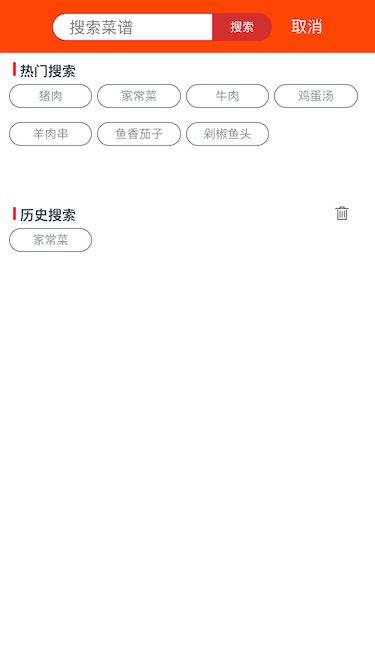 搜索菜谱 搜索 取消
热门搜索
猪肉 家常菜 牛肉 鸡蛋汤
羊肉串 鱼香茄子 剁椒鱼头
历史搜索
家常菜